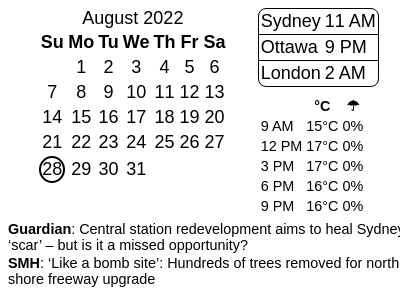 August 2022
Su Mo Tu We Th Fr Sa
1 2 3 4 5 6
7 8 9 10 11 12 13
14 15 16 17 18 19 20
21 22 23 24 25 26 27
28 29 30 31
Sydney 11 AM
Ottawa 9 PM
London 2 AM
°C ☂
9 AM 15°C 0%
12 PM 17°C 0%
3 PM 17°C 0%
6 PM 16°C 0%
9 PM 16°C 0%
Guardian: Central station redevelopment aims to heal Sydney
‘scar’ – but is it a missed opportunity?
SMH: ‘Like a bomb site’: Hundreds of trees removed for north
shore freeway upgrade